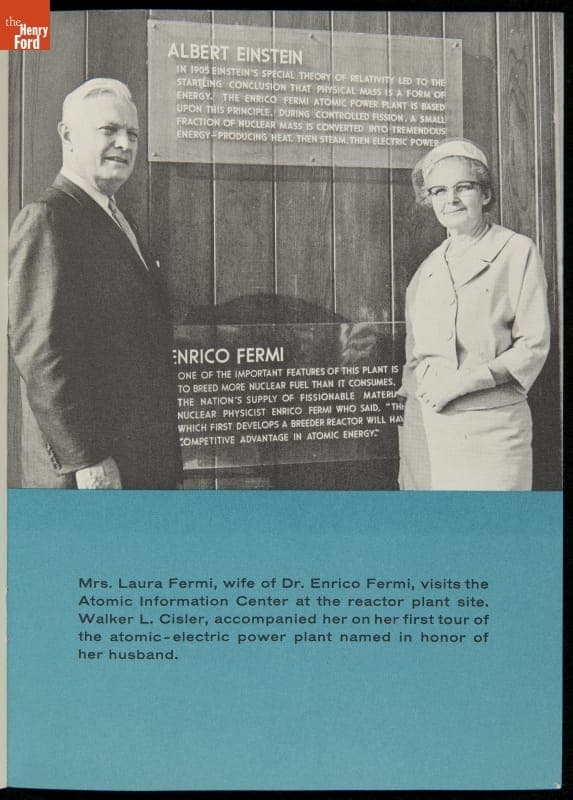 the
Henry
Ford
ALBERT EINSTEIN
IN 1905 EINSTEIN'S SPECIAL THEORY OF RELATIVITY LED TO THE
STARTLING CONCLUSION THAT PHYSICAL MASS IS A FORM OF
ENERGY. THE ENRICO FERMI ATOMIC POWER PLANT IS BASED
UPON THIS PRINCIPLE. DURING CONTROLLED FISSION, A SMALL
FRACTION OF NUCLEAR MASS IS CONVERTED INTO TREMENDOUS
ENERGY—PRODUCING HEAT, THEN STEAM, THEN ELECTRIC POWER
ENRICO FERMI
ONE OF THE IMPORTANT FEATURES OF THIS PLANT IS
TO BREED MORE NUCLEAR FUEL THAN IT CONSUMES,
THE NATION'S SUPPLY OF FISSIONABLE
NUCLEAR PHYSICIST ENRICO FERMI WHO SAID, "
WHICH FIRST DEVELOPS A BREEDER REACTOR WILL
COMPETITIVE ADVANTAGE IN ATOMIC ENERGY."
Mrs. Laura Fermi, wife of Dr. Enrico Fermi, visits the
Atomic Information Center at the reactor plant site.
Walker L. Cisler, accompanied her on her first tour of
the atomic-electric power plant named in honor of
her husband.